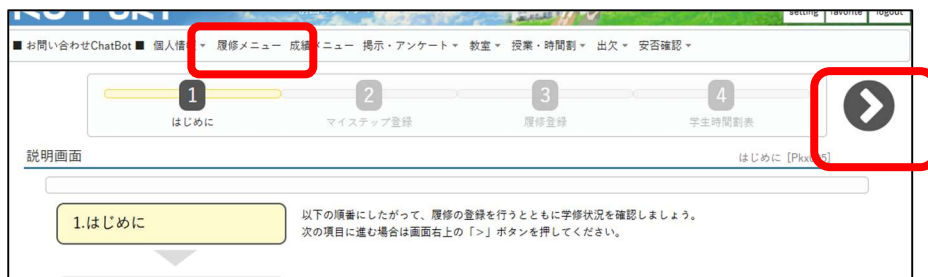 setting favorite logout
■ お問い合わせChatBot ■ 個人情 履修メニュー 成績メニュー 掲示・アンケート 教室 授業・時間割 出欠 安否確認
1 2 3 4
はじめに マイステップ登録 履修登録 学生時間割表
説明画面 はじめに
1.はじめに
以下の順番にしたがって、履修の登録を行うとともに学修状況を確認しましょう。
次の項目に進む場合は画面右上の「>」ボタンを押してください。